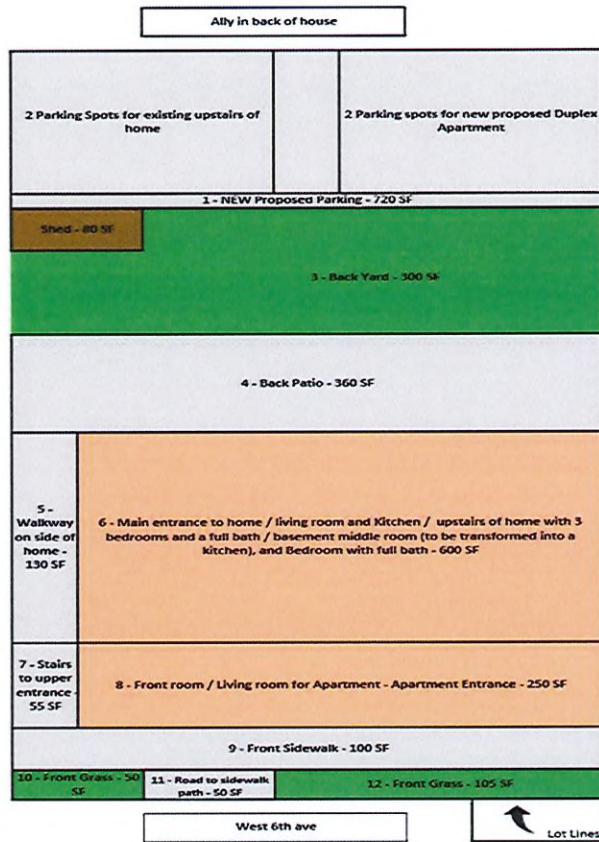 Ally in back of house
2 Parking Spots for existing upstairs of
home
2 Parking spots for new proposed Duplex
Apartment
1 - NEW Proposed Parking - 720 SF
Shed - 80 SF
3 - Back Yard - 300 SF
4 - Back Patio - 360 SF
5 -
Walkway
on side of
home -
130 SF
6 - Main entrance to home / living room and Kitchen / upstairs of home with 3
bedrooms and a full bath / basement middle room (to be transformed into a
kitchen), and Bedroom with full bath - 600 SF
7 - Stairs
to upper
entrance -
55 SF
8 - Front room / Living room for Apartment - Apartment Entrance - 250 SF
9 - Front Sidewalk - 100 SF
10 - Front Grass - 50
SF
11 - Road to sidewalk
path - 50 SF
12 - Front Grass - 105 SF
West 6th ave
Lot Lines